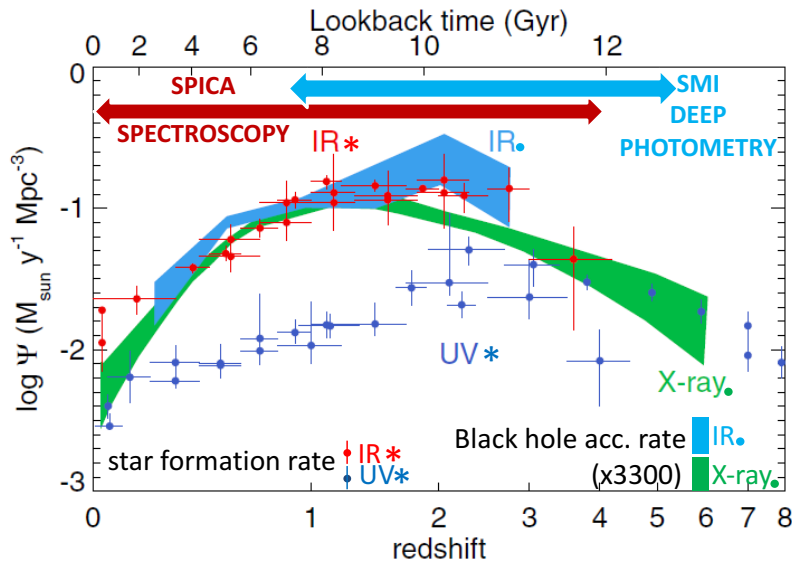 Lookback time (Gyr)
0 2 4 6 8 10 12
0
SPICA
SPECTROSCOPY
SMI
DEEP
PHOTOMETRY
IR*
IR●
-1
log Ψ (M_sun y⁻¹ Mpc⁻³)
-2
UV*
X-ray●
star formation rate
IR*
UV*
Black hole acc. rate
(x3300)
IR●
X-ray●
-3
0 1 2 3 4 5 6 7 8
redshift